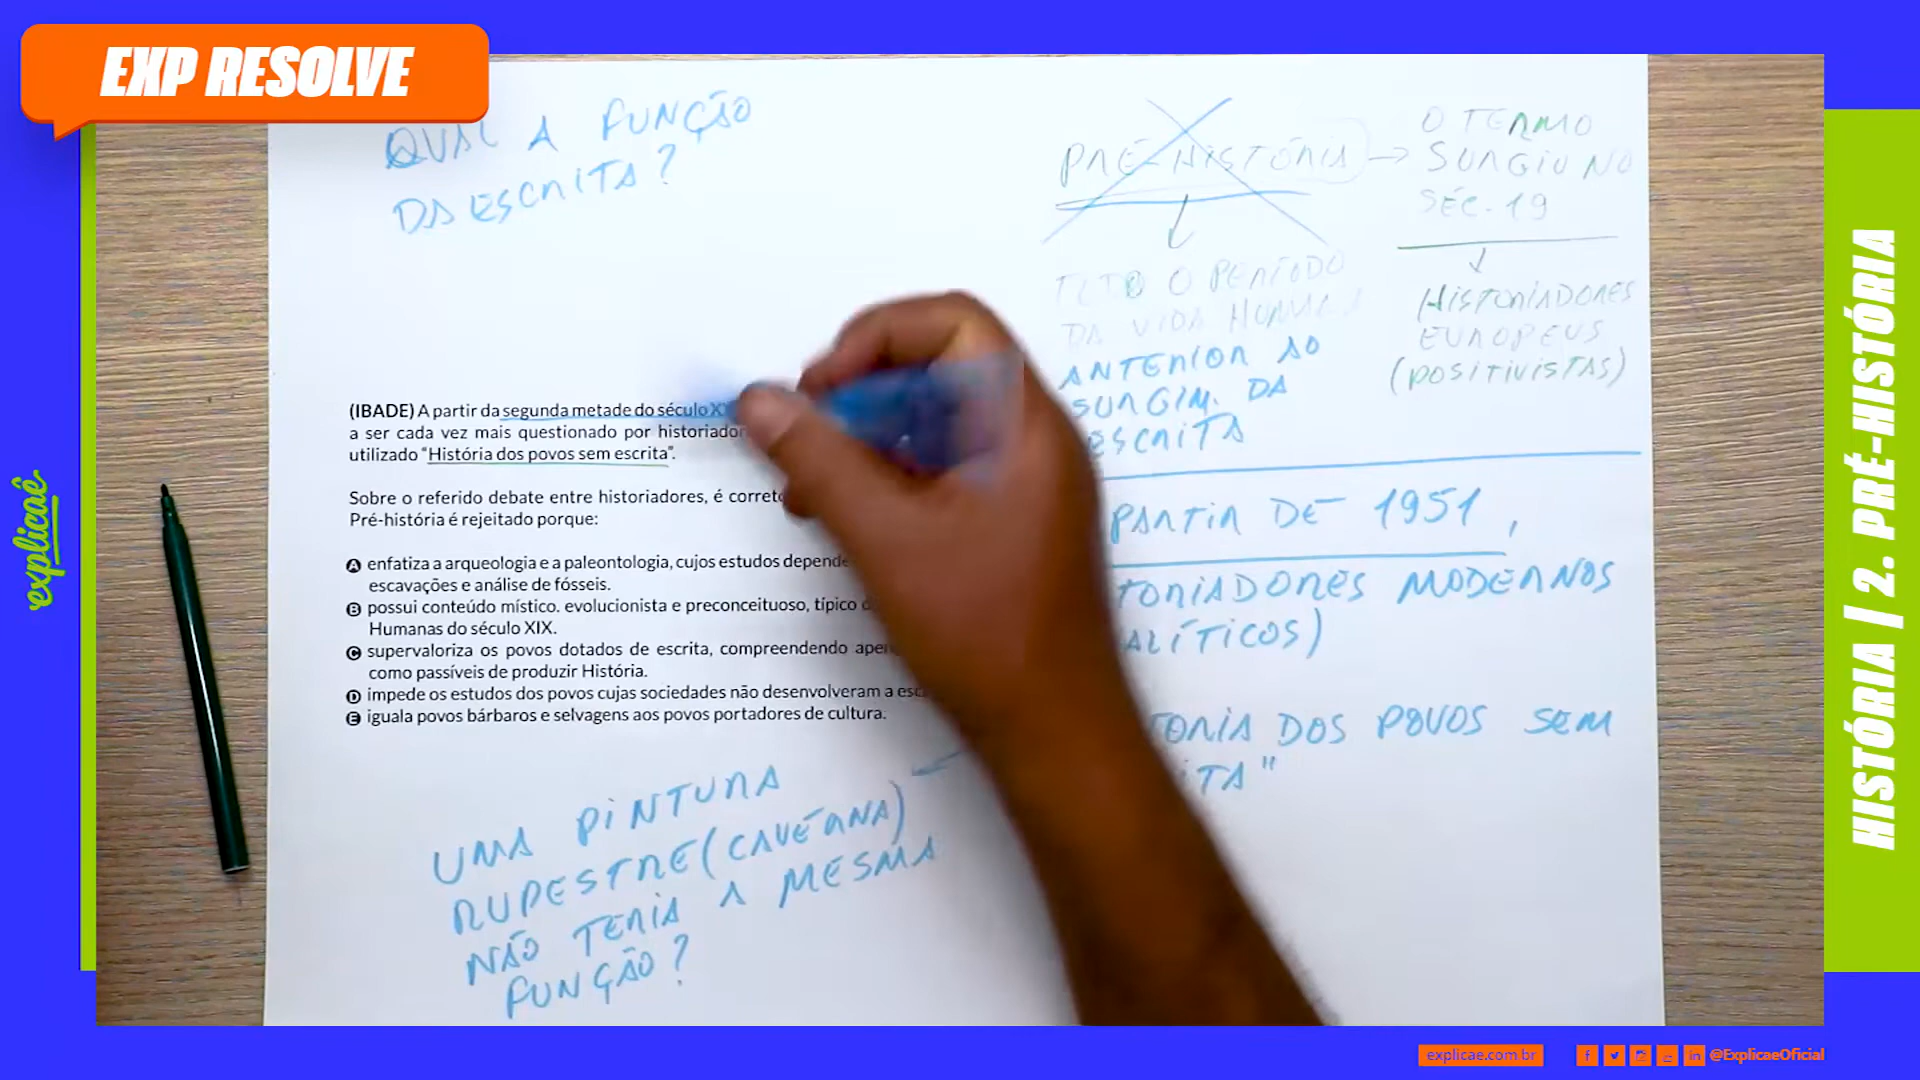 EXP RESOLVE
QUAL A FUNÇÃO
DA ESCRITA?
PRÉ-HISTÓRIA → O TERMO
SURGIU NO
SÉC. 19
HISTORIADORES
EUROPEUS
(POSITIVISTAS)
O PERÍODO
DA VIDA
ANTERIOR AO
SURGIM. DA
ESCRITA
(IBADE) A partir da segunda metade do século
a ser cada vez mais questionado por
utilizado “História dos povos sem escrita”.
Sobre o referido debate entre historiadores, é
Pré-história é rejeitado porque:
A enfatiza a arqueologia e a paleontologia, cujos estudos
escavações e análise de fósseis.
B possui conteúdo místico. evolucionista e preconceituoso, típico
Humanas do século XIX.
C supervaloriza os povos dotados de escrita, compreendendo
como passíveis de produzir História.
D impede os estudos dos povos cujas sociedades não desenvolveram a
E iguala povos bárbaros e selvagens aos povos portadores de cultura.
PARTIR DE 1951,
MODERNOS
DOS POVOS SEM
UMA PINTURA
RUPESTRE (CAVERNA)
NÃO TERIA A MESMA
FUNÇÃO?
explicaê
HISTÓRIA | 2. PRÉ-HISTÓRIA
explicae.com.br
@ExplicaeOficial